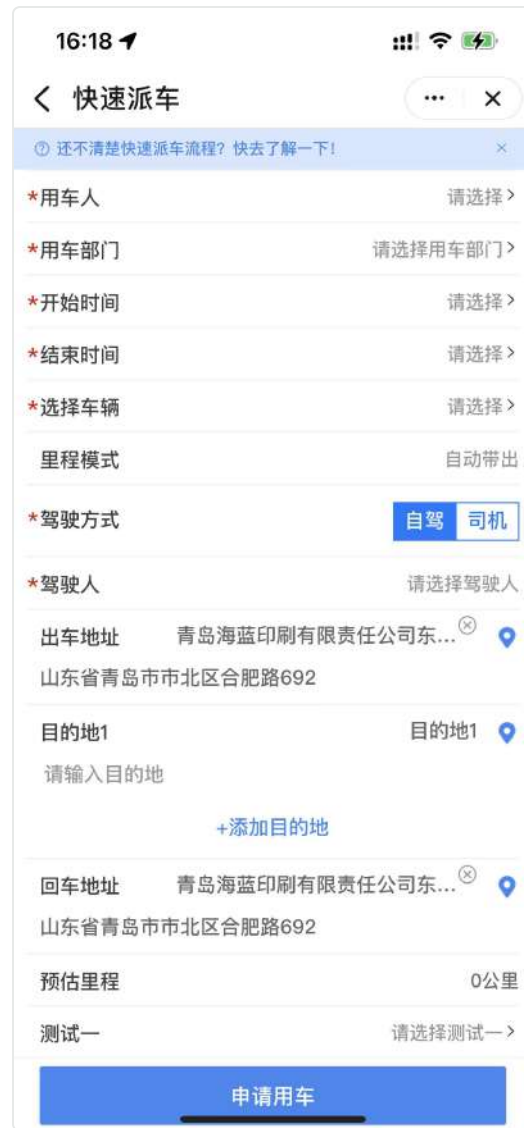 16:18
快速派车
还不清楚快速派车流程？快去了解一下！
*用车人 请选择
*用车部门 请选择用车部门
*开始时间 请选择
*结束时间 请选择
*选择车辆 请选择
里程模式 自动带出
*驾驶方式 自驾 司机
*驾驶人 请选择驾驶人
出车地址 青岛海蓝印刷有限责任公司东...
山东省青岛市市北区合肥路692
目的地1 目的地1
请输入目的地
+添加目的地
回车地址 青岛海蓝印刷有限责任公司东...
山东省青岛市市北区合肥路692
预估里程 0公里
测试一 请选择测试一
申请用车